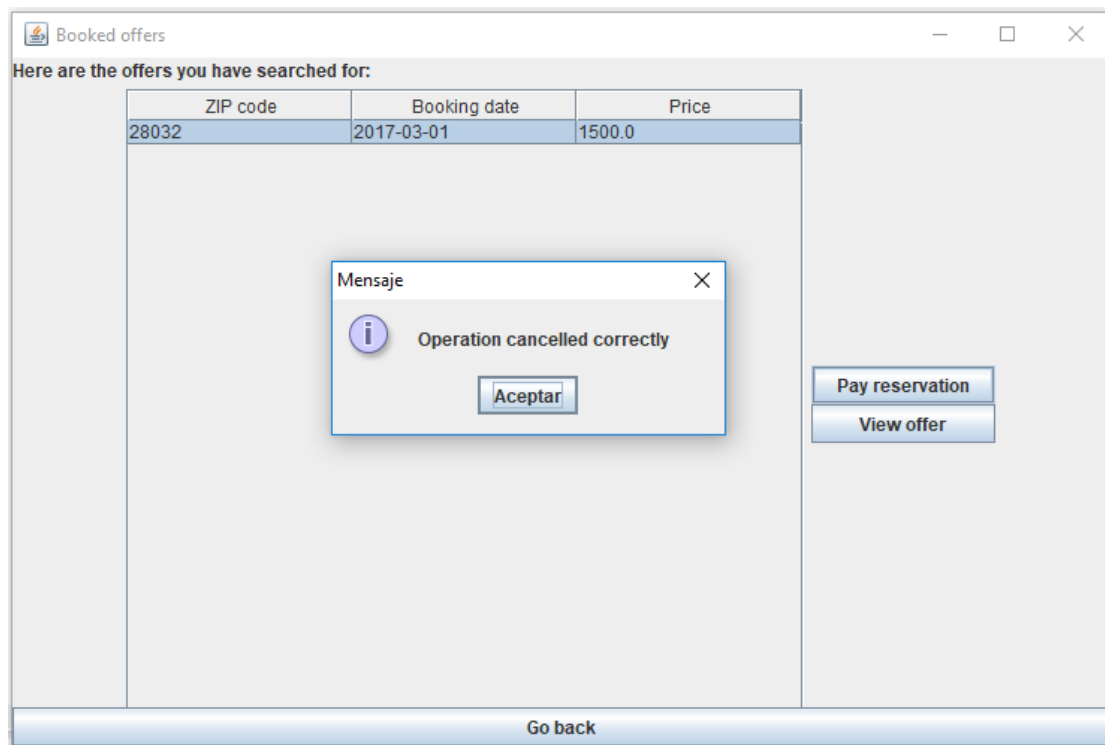 Booked offers
Here are the offers you have searched for:
ZIP code Booking date Price
28032 2017-03-01 1500.0
Mensaje
i Operation cancelled correctly
Aceptar
Pay reservation
View offer
Go back